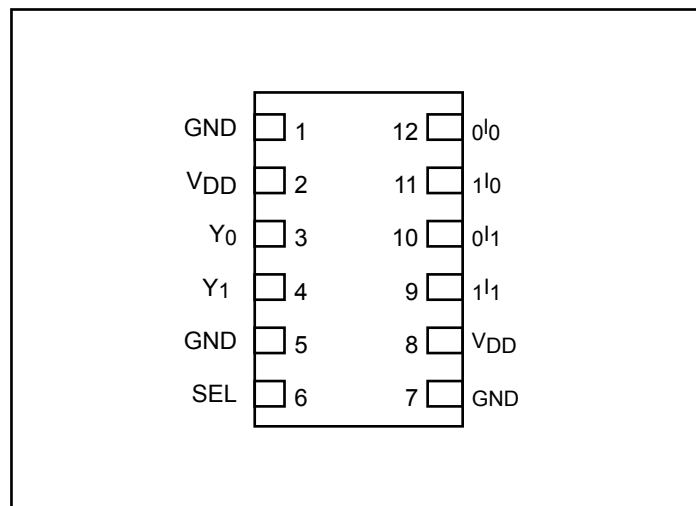 GND 1 12 0I0
VDD 2 11 1I0
Y0 3 10 0I1
Y1 4 9 1I1
GND 5 8 VDD
SEL 6 7 GND